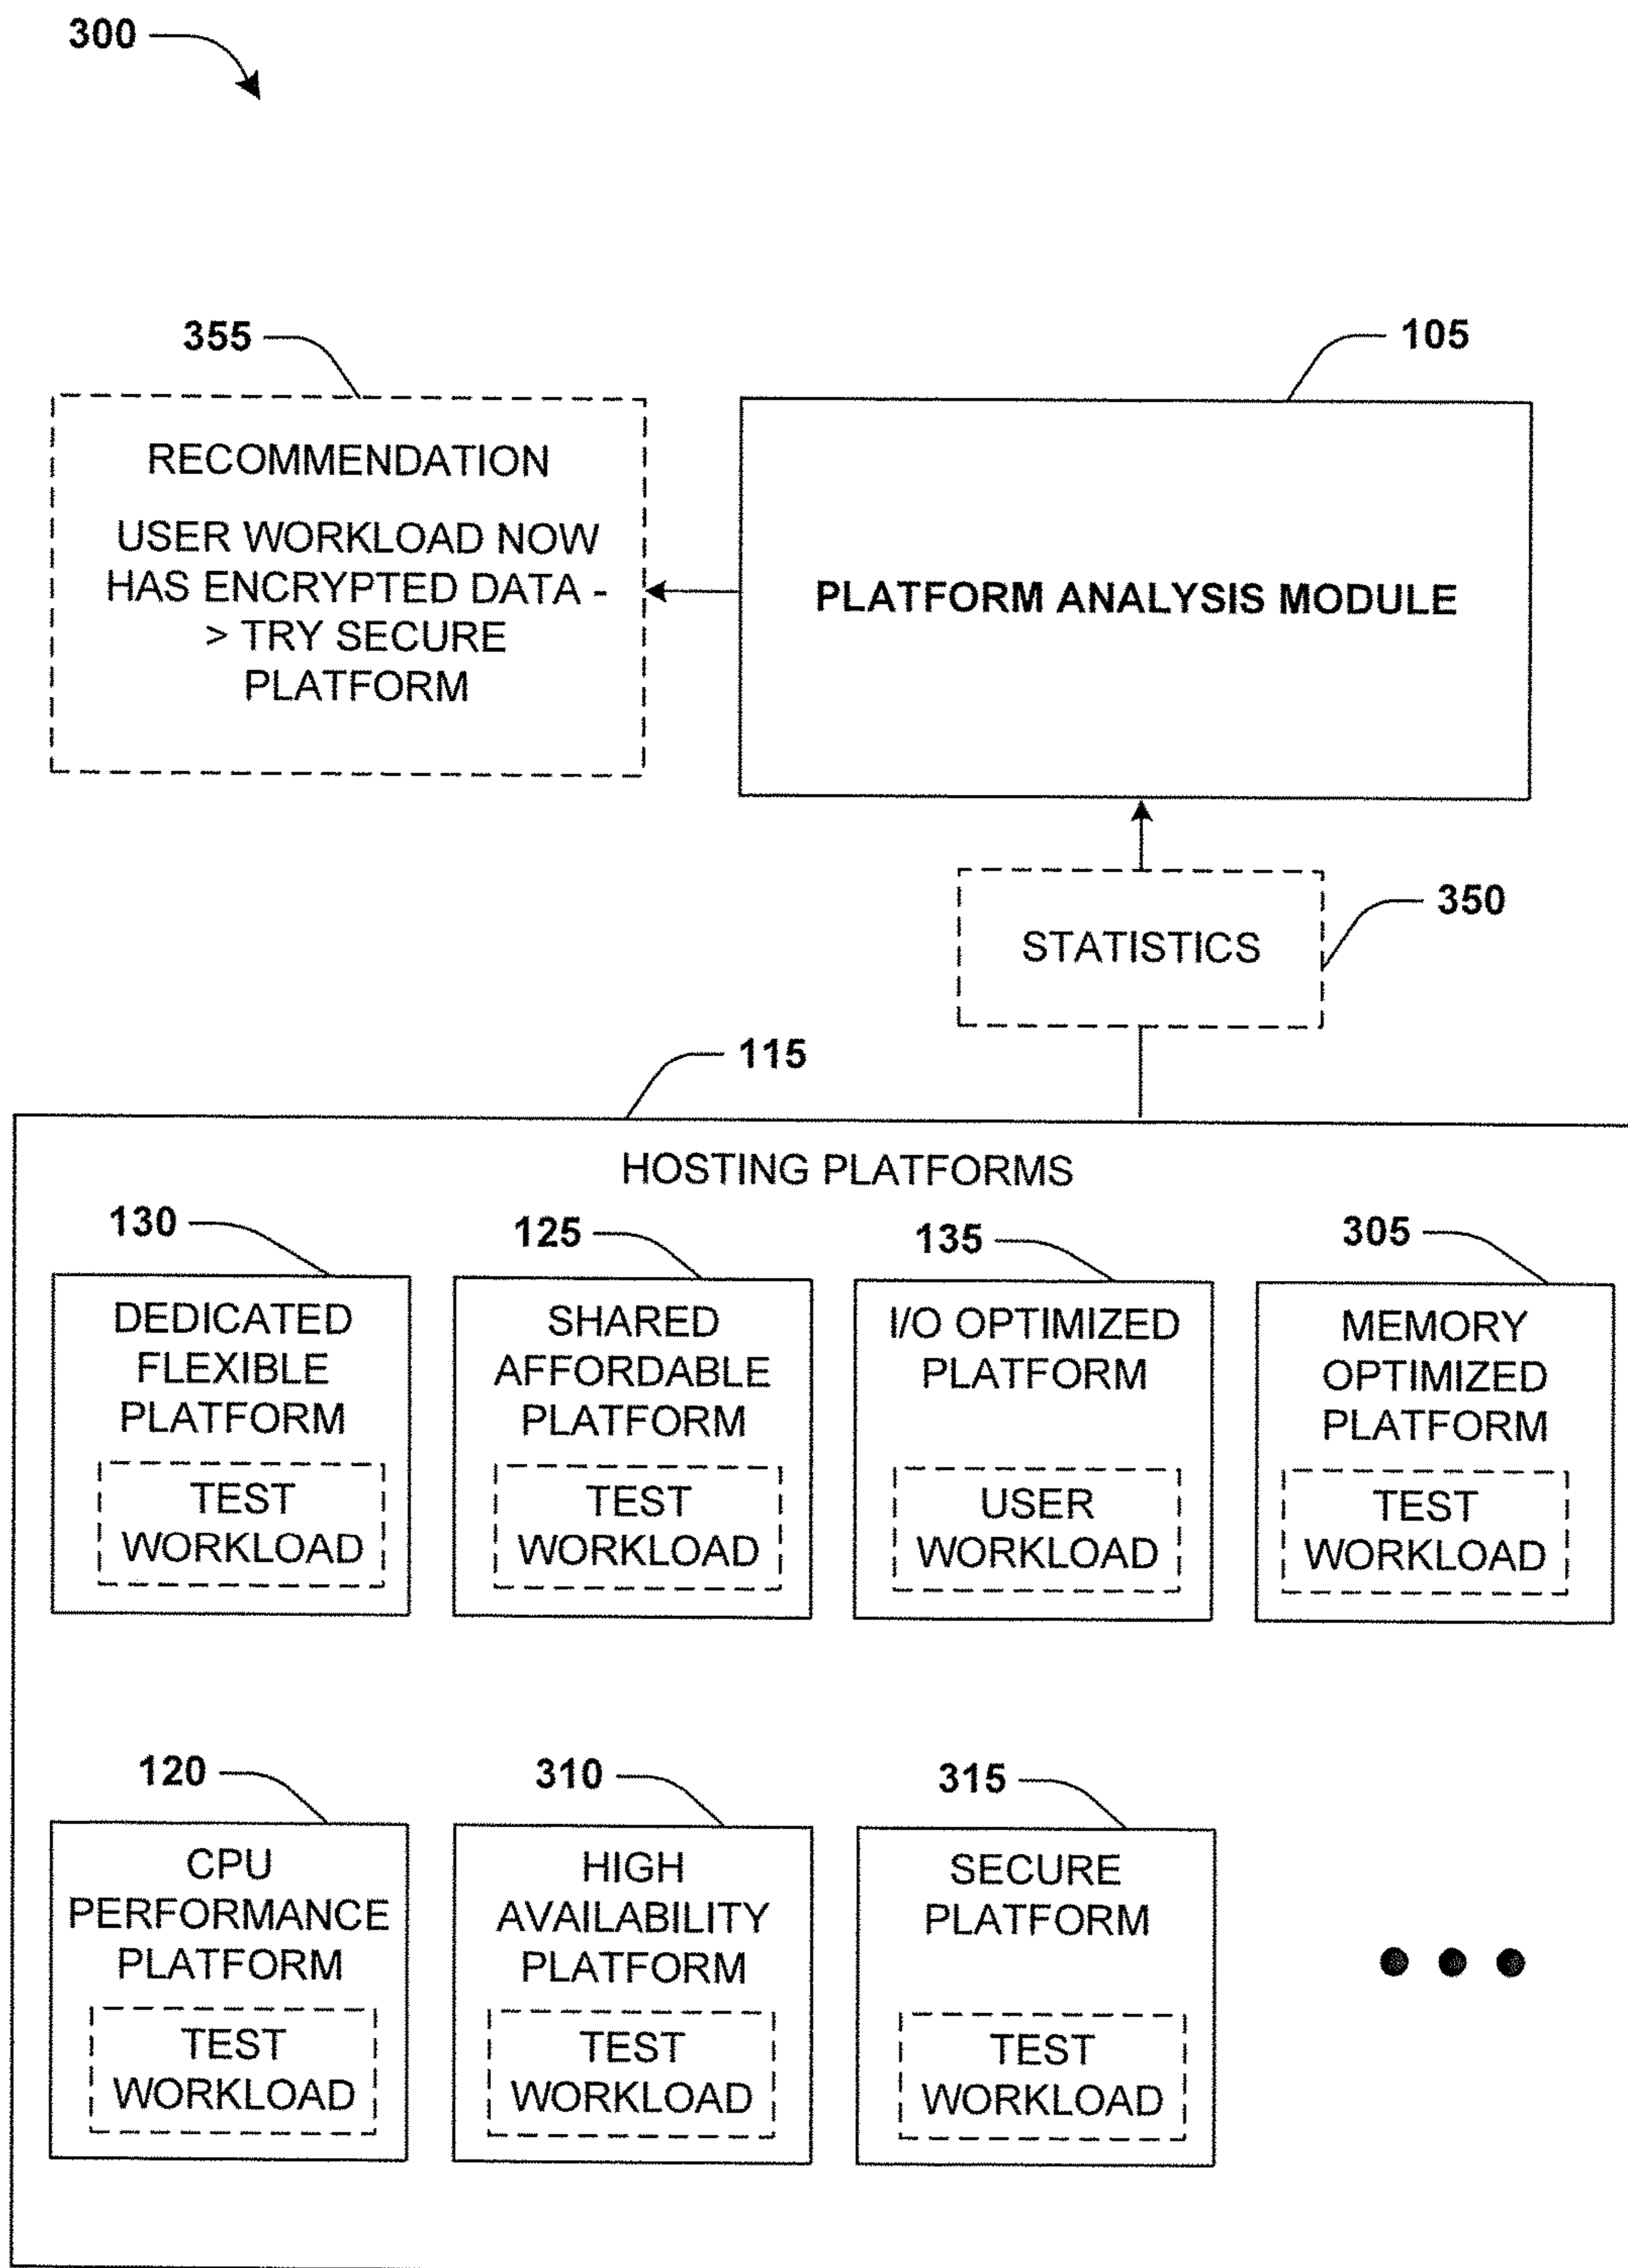 300
355
105
RECOMMENDATION
USER WORKLOAD NOW
HAS ENCRYPTED DATA -
> TRY SECURE
PLATFORM
PLATFORM ANALYSIS MODULE
350
STATISTICS
115
HOSTING PLATFORMS
130
DEDICATED
FLEXIBLE
PLATFORM
TEST
WORKLOAD
125
SHARED
AFFORDABLE
PLATFORM
TEST
WORKLOAD
135
I/O OPTIMIZED
PLATFORM
USER
WORKLOAD
305
MEMORY
OPTIMIZED
PLATFORM
TEST
WORKLOAD
120
CPU
PERFORMANCE
PLATFORM
TEST
WORKLOAD
310
HIGH
AVAILABILITY
PLATFORM
TEST
WORKLOAD
315
SECURE
PLATFORM
TEST
WORKLOAD